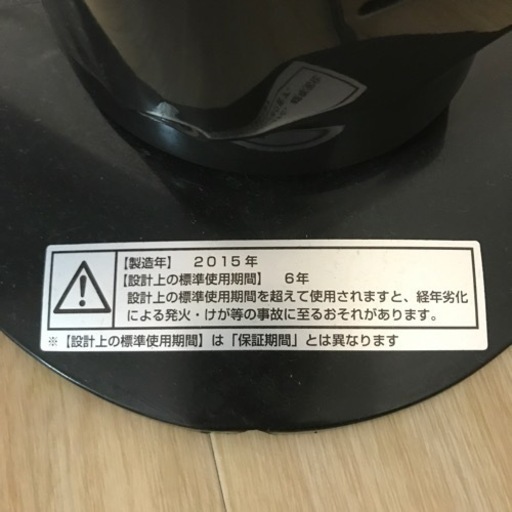 【製造年】 2015年
【設計上の標準使用期間】 6年
設計上の標準使用期間を超えて使用されますと、経年劣化
による発火・けが等の事故に至るおそれがあります。
※【設計上の標準使用期間】は「保証期間」とは異なります